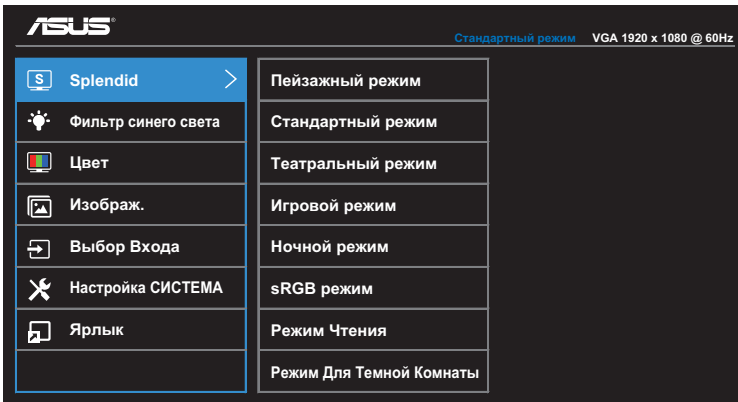 ASUS
Стандартный режим VGA 1920 x 1080 @ 60Hz
S Splendid
Фильтр синего света
Цвет
Изображ.
Выбор Входа
Настройка СИСТЕМА
Ярлык
Пейзажный режим
Стандартный режим
Театральный режим
Игровой режим
Ночной режим
sRGB режим
Режим Чтения
Режим Для Темной Комнаты